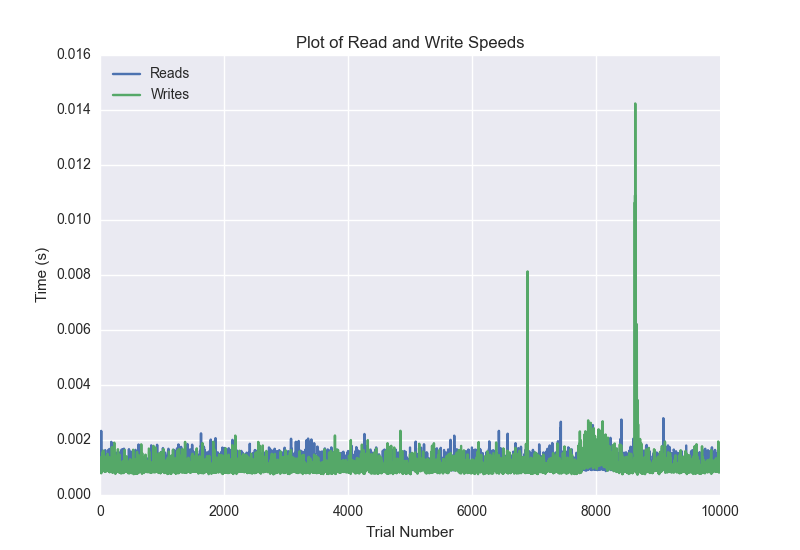 Plot of Read and Write Speeds
0.016
Reads
Writes
0.014
0.012
0.010
Time (s)
0.008
0.006
0.004
0.002
0.000
0 2000 4000 6000 8000 10000
Trial Number